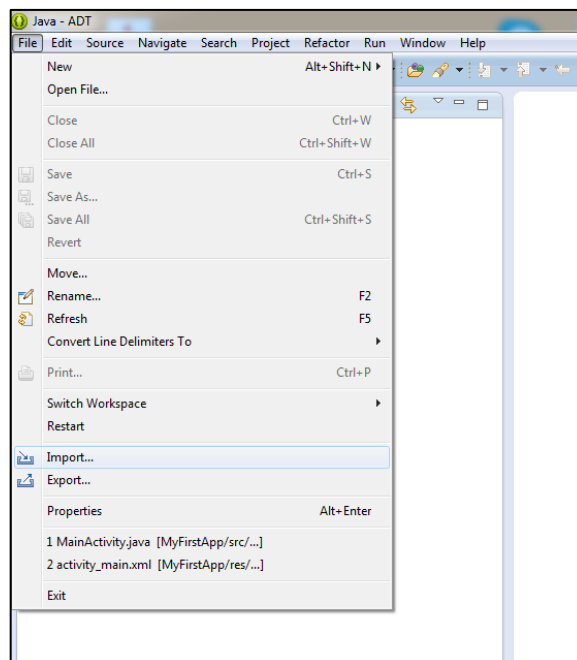 Java - ADT
File Edit Source Navigate Search Project Refactor Run Window Help
New Alt+Shift+N
Open File...
Close Ctrl+W
Close All Ctrl+Shift+W
Save Ctrl+S
Save As...
Save All Ctrl+Shift+S
Revert
Move...
Rename... F2
Refresh F5
Convert Line Delimiters To
Print... Ctrl+P
Switch Workspace
Restart
Import...
Export...
Properties Alt+Enter
1 MainActivity.java [MyFirstApp/src/...]
2 activity_main.xml [MyFirstApp/res/...]
Exit